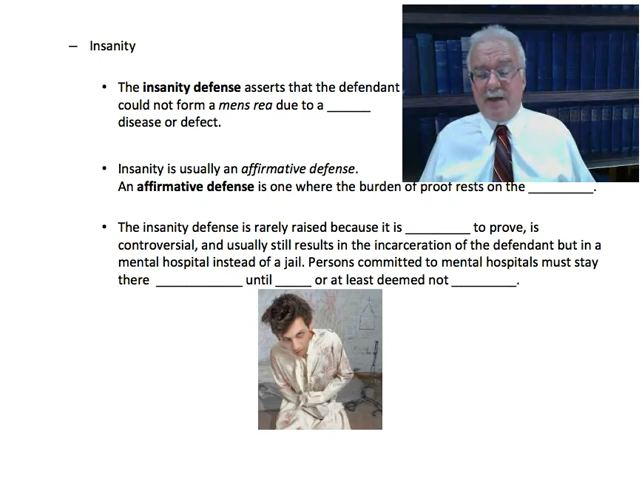 – Insanity
• The insanity defense asserts that the defendant
could not form a mens rea due to a ______
disease or defect.
• Insanity is usually an affirmative defense.
An affirmative defense is one where the burden of proof rests on the _________.
• The insanity defense is rarely raised because it is _________ to prove, is
controversial, and usually still results in the incarceration of the defendant but in a
mental hospital instead of a jail. Persons committed to mental hospitals must stay
there ____________ until _____ or at least deemed not _________.